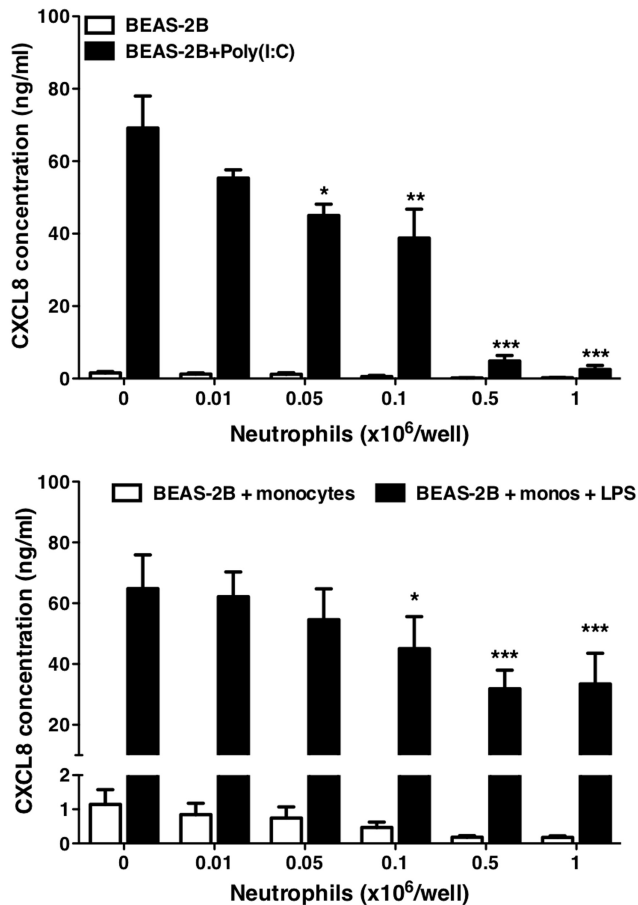 100
BEAS-2B
BEAS-2B+Poly(I:C)
80
60
40
20
0
CXCL8 concentration (ng/ml)
*
**
***
***
0 0.01 0.05 0.1 0.5 1
Neutrophils (x10⁶/well)
100
BEAS-2B + monocytes BEAS-2B + monos + LPS
80
60
40
20
2
1
0
CXCL8 concentration (ng/ml)
*
***
***
0 0.01 0.05 0.1 0.5 1
Neutrophils (x10⁶/well)